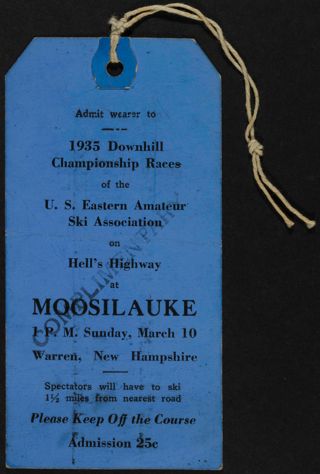 Admit wearer to
1935 Downhill
Championship Races
of the
U. S. Eastern Amateur
Ski Association
on
Hell's Highway
at
MOOSILAUKE
1 P. M. Sunday, March 10
Warren, New Hampshire
Spectators will have to ski
1½ miles from nearest road
Please Keep Off the Course
Admission 25c
COMPLIMENTARY